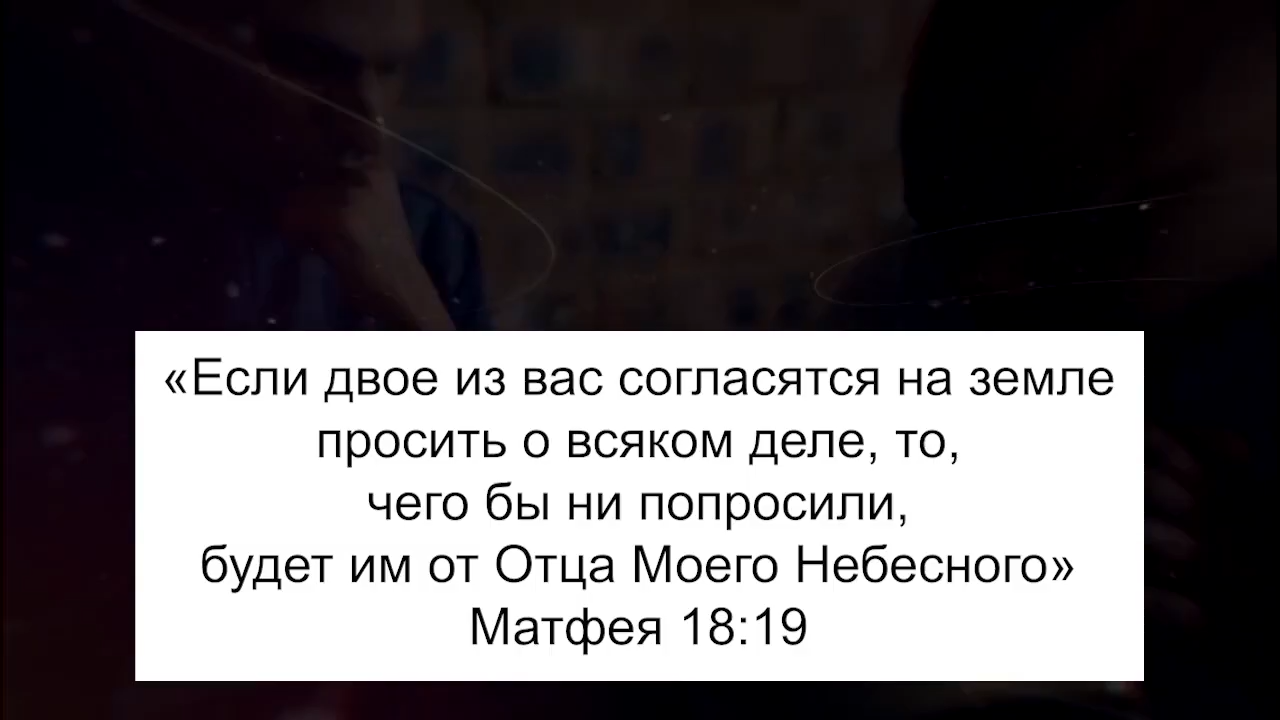 «Если двое из вас согласятся на земле
просить о всяком деле, то,
чего бы ни попросили,
будет им от Отца Моего Небесного»
Матфея 18:19